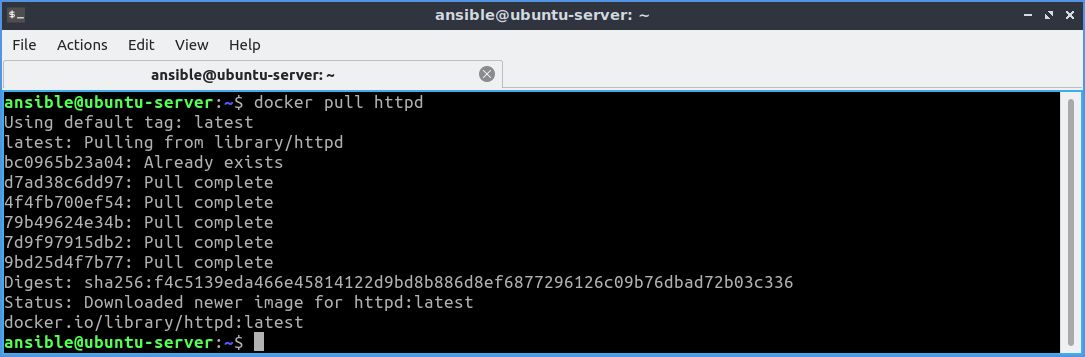 ansible@ubuntu-server: ~
File Actions Edit View Help
ansible@ubuntu-server: ~
ansible@ubuntu-server:~$ docker pull httpd
Using default tag: latest
latest: Pulling from library/httpd
bc0965b23a04: Already exists
d7ad38c6dd97: Pull complete
4f4fb700ef54: Pull complete
79b49624e34b: Pull complete
7d9f97915db2: Pull complete
9bd25d4f7b77: Pull complete
Digest: sha256:f4c5139eda466e45814122d9bd8b886d8ef6877296126c09b76dbad72b03c336
Status: Downloaded newer image for httpd:latest
docker.io/library/httpd:latest
ansible@ubuntu-server:~$